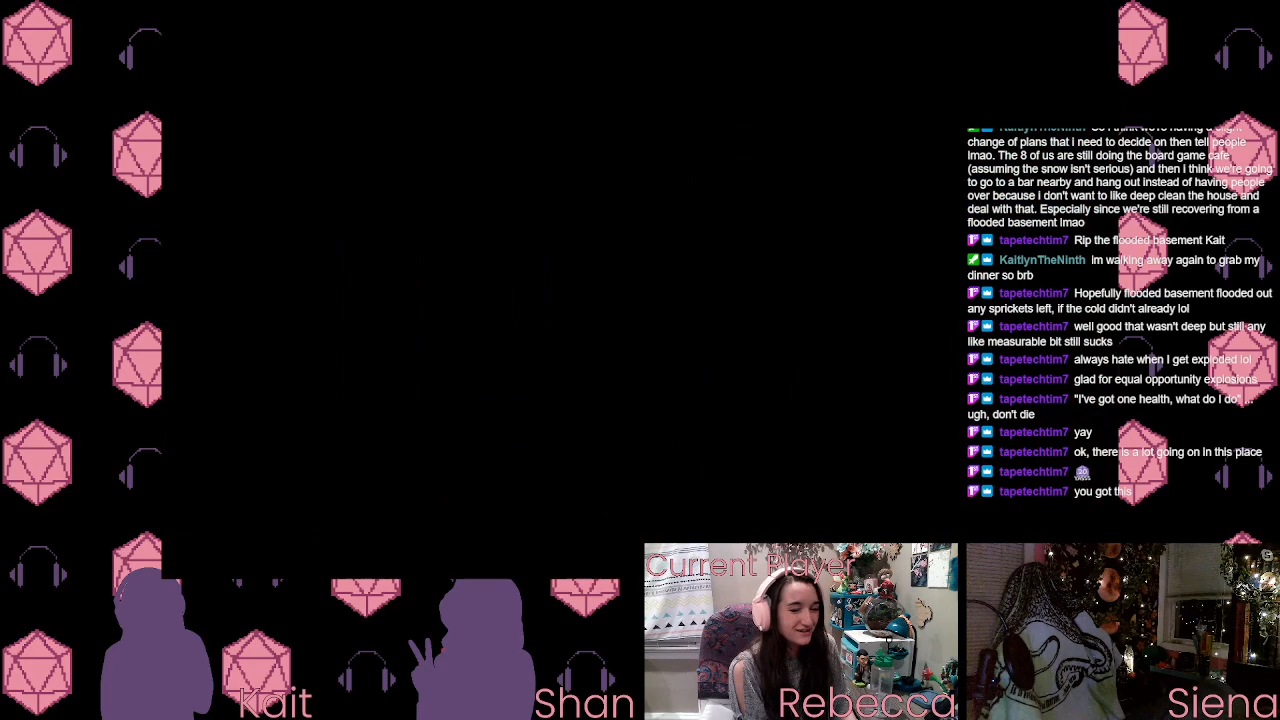 KaitlynTheNinth So I think we're having a slight
change of plans that i need to decide on then tell people
lmao. The 8 of us are still doing the board game cafe
(assuming the snow isn't serious) and then i think we're going
to go to a bar nearby and hang out instead of having people
over because i don't want to like deep clean the house and
deal with that. Especially since we're still recovering from a
flooded basement lmao
tapetechtim7 Rip the flooded basement Kait
KaitlynTheNinth Im walking away again to grab my
dinner so brb
tapetechtim7 Hopefully flooded basement flooded out
any sprickets left, if the cold didn't already lol
tapetechtim7 well good that wasn't deep but still any
like measurable bit still sucks
tapetechtim7 always hate when I get exploded lol
tapetechtim7 glad for equal opportunity explosions
tapetechtim7 "I've got one health, what do I do" ...
ugh, don't die
tapetechtim7 yay
tapetechtim7 ok, there is a lot going on in this place
tapetechtim7
tapetechtim7 you got this
Current Player
Kait
Shan
Rebecca
Siena